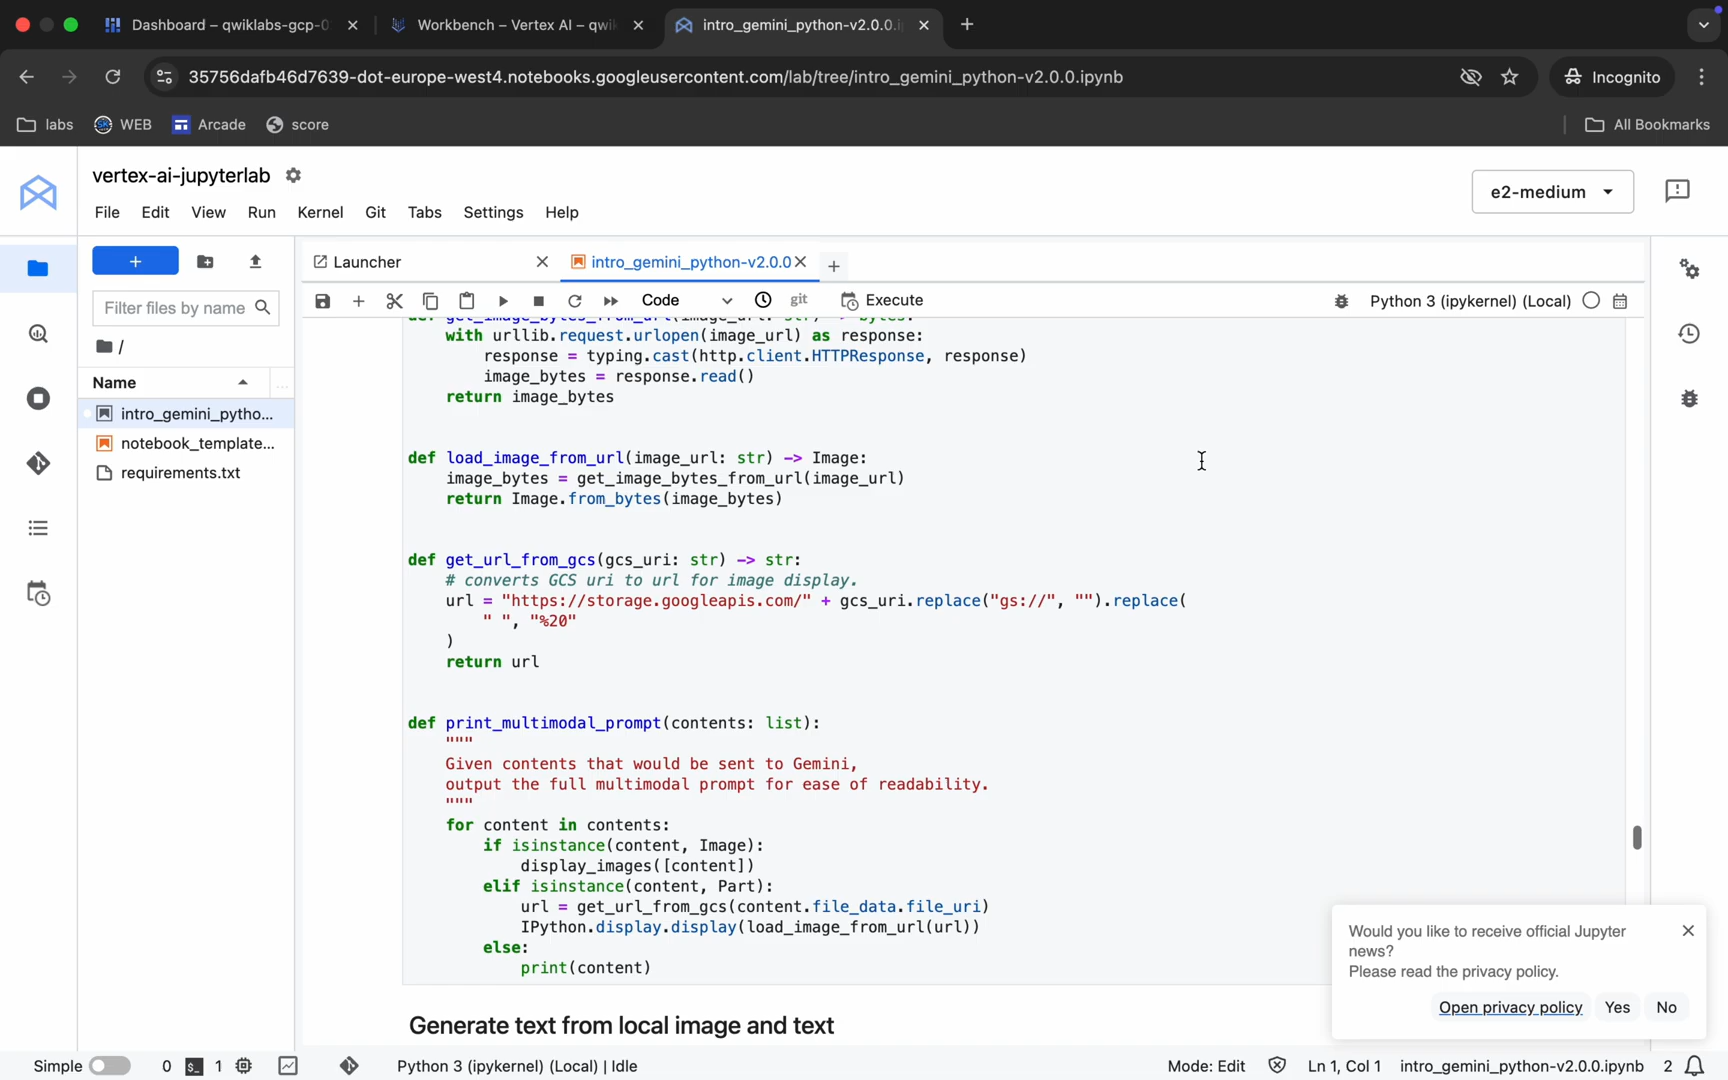 Dashboard – qwiklabs-gcp-0
Workbench – Vertex AI – qwik
intro_gemini_python-v2.0.0.i
35756dafb46d7639-dot-europe-west4.notebooks.googleusercontent.com/lab/tree/intro_gemini_python-v2.0.0.ipynb
Incognito
labs
WEB
Arcade
score
All Bookmarks
vertex-ai-jupyterlab
e2-medium
File Edit View Run Kernel Git Tabs Settings Help
Launcher
intro_gemini_python-v2.0.0
Filter files by name
Code
git
Execute
Python 3 (ipykernel) (Local)
/
Name
...
intro_gemini_pytho...
notebook_template...
requirements.txt
def get_image_bytes_from_url(image_url: str) -> bytes:
with urllib.request.urlopen(image_url) as response:
response = typing.cast(http.client.HTTPResponse, response)
image_bytes = response.read()
return image_bytes
def load_image_from_url(image_url: str) -> Image:
image_bytes = get_image_bytes_from_url(image_url)
return Image.from_bytes(image_bytes)
def get_url_from_gcs(gcs_uri: str) -> str:
# converts GCS uri to url for image display.
url = "https://storage.googleapis.com/" + gcs_uri.replace("gs://", "").replace(
" ", "%20"
)
return url
def print_multimodal_prompt(contents: list):
"""
Given contents that would be sent to Gemini,
output the full multimodal prompt for ease of readability.
"""
for content in contents:
if isinstance(content, Image):
display_images([content])
elif isinstance(content, Part):
url = get_url_from_gcs(content.file_data.file_uri)
IPython.display.display(load_image_from_url(url))
else:
print(content)
Generate text from local image and text
Would you like to receive official Jupyter
news?
Please read the privacy policy.
Open privacy policy Yes No
Simple 0 1 Python 3 (ipykernel) (Local) | Idle Mode: Edit Ln 1, Col 1 intro_gemini_python-v2.0.0.ipynb 2